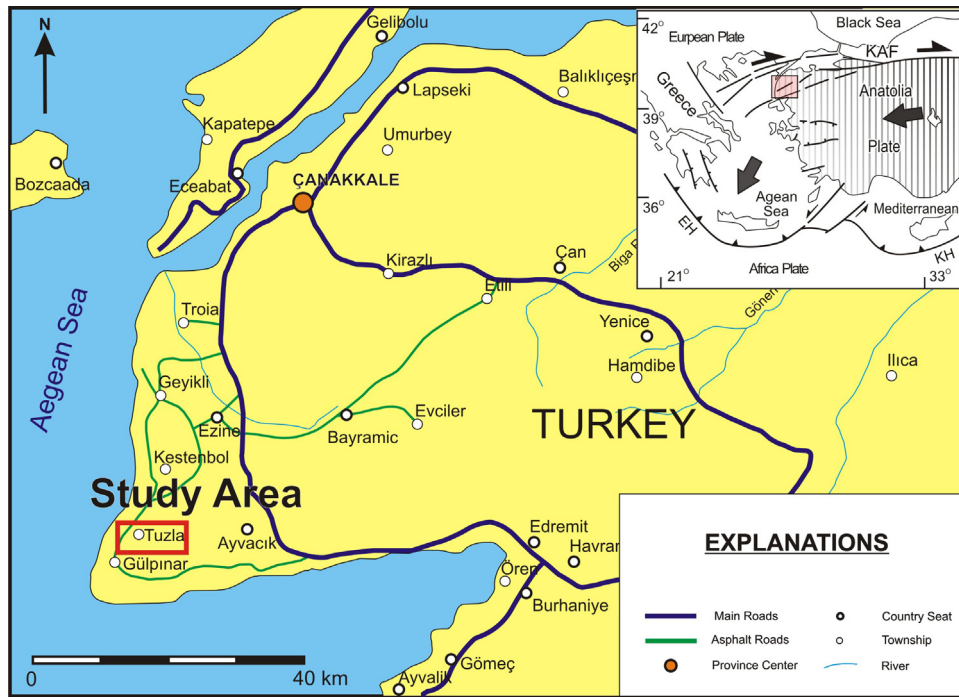 N
Gelibolu
Balıklıçeşr
Lapseki
Kapatepe
Umurbey
Bozcaada
Eceabat
ÇANAKKALE
Kirazlı
Çan
Biga R
Etili
Troia
Gönen
Yenice
Hamdibe
Ilıca
Aegean Sea
Geyikli
Evciler
Ezine
Bayramic
TURKEY
Kestenbol
Study Area
Tuzla
Ayvacık
Edremit
Havran
Gülpınar
Ören
Burhaniye
Gömeç
Ayvalik
0
40 km
42°
39°
36°
21°
33°
Black Sea
Eurpean Plate
KAF
Greece
Anatolia
Plate
Agean
Sea
Mediterranean
EH
KH
Africa Plate
EXPLANATIONS
Main Roads
Country Seat
Asphalt Roads
Township
Province Center
River